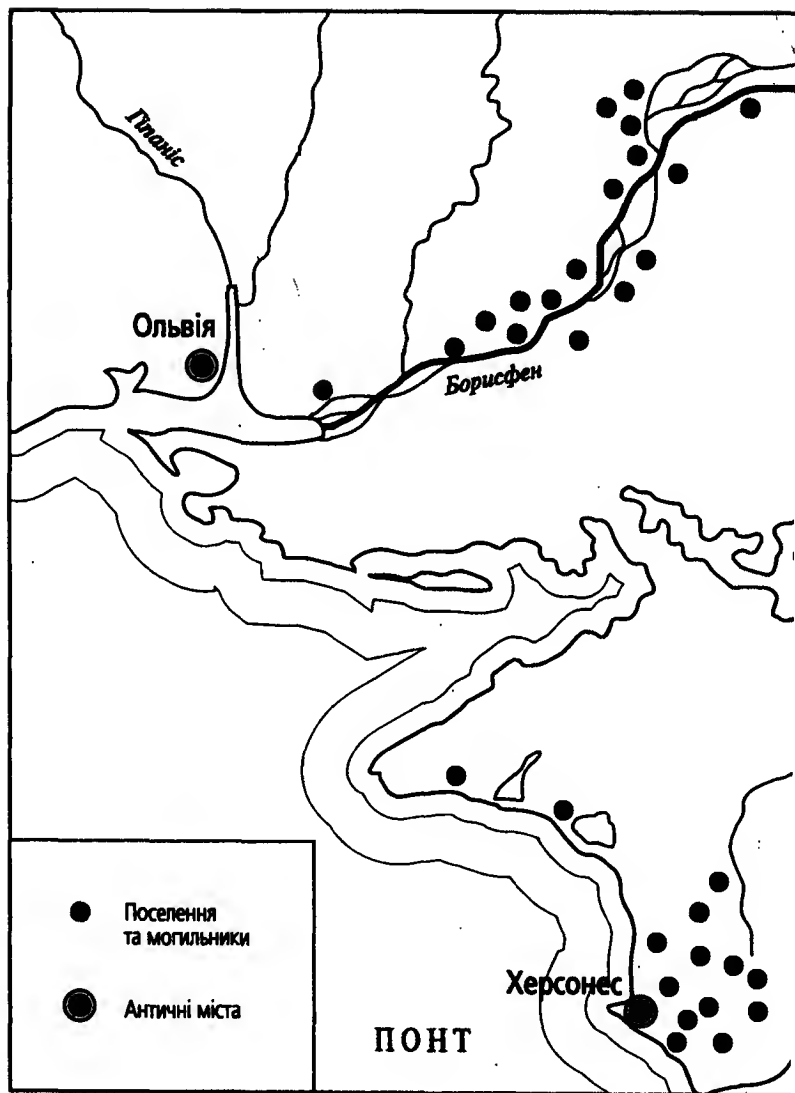 Гіпаніс
Ольвія
Борисфен
Херсонес
ПОНТ
Поселення
та могильники
Античні міста